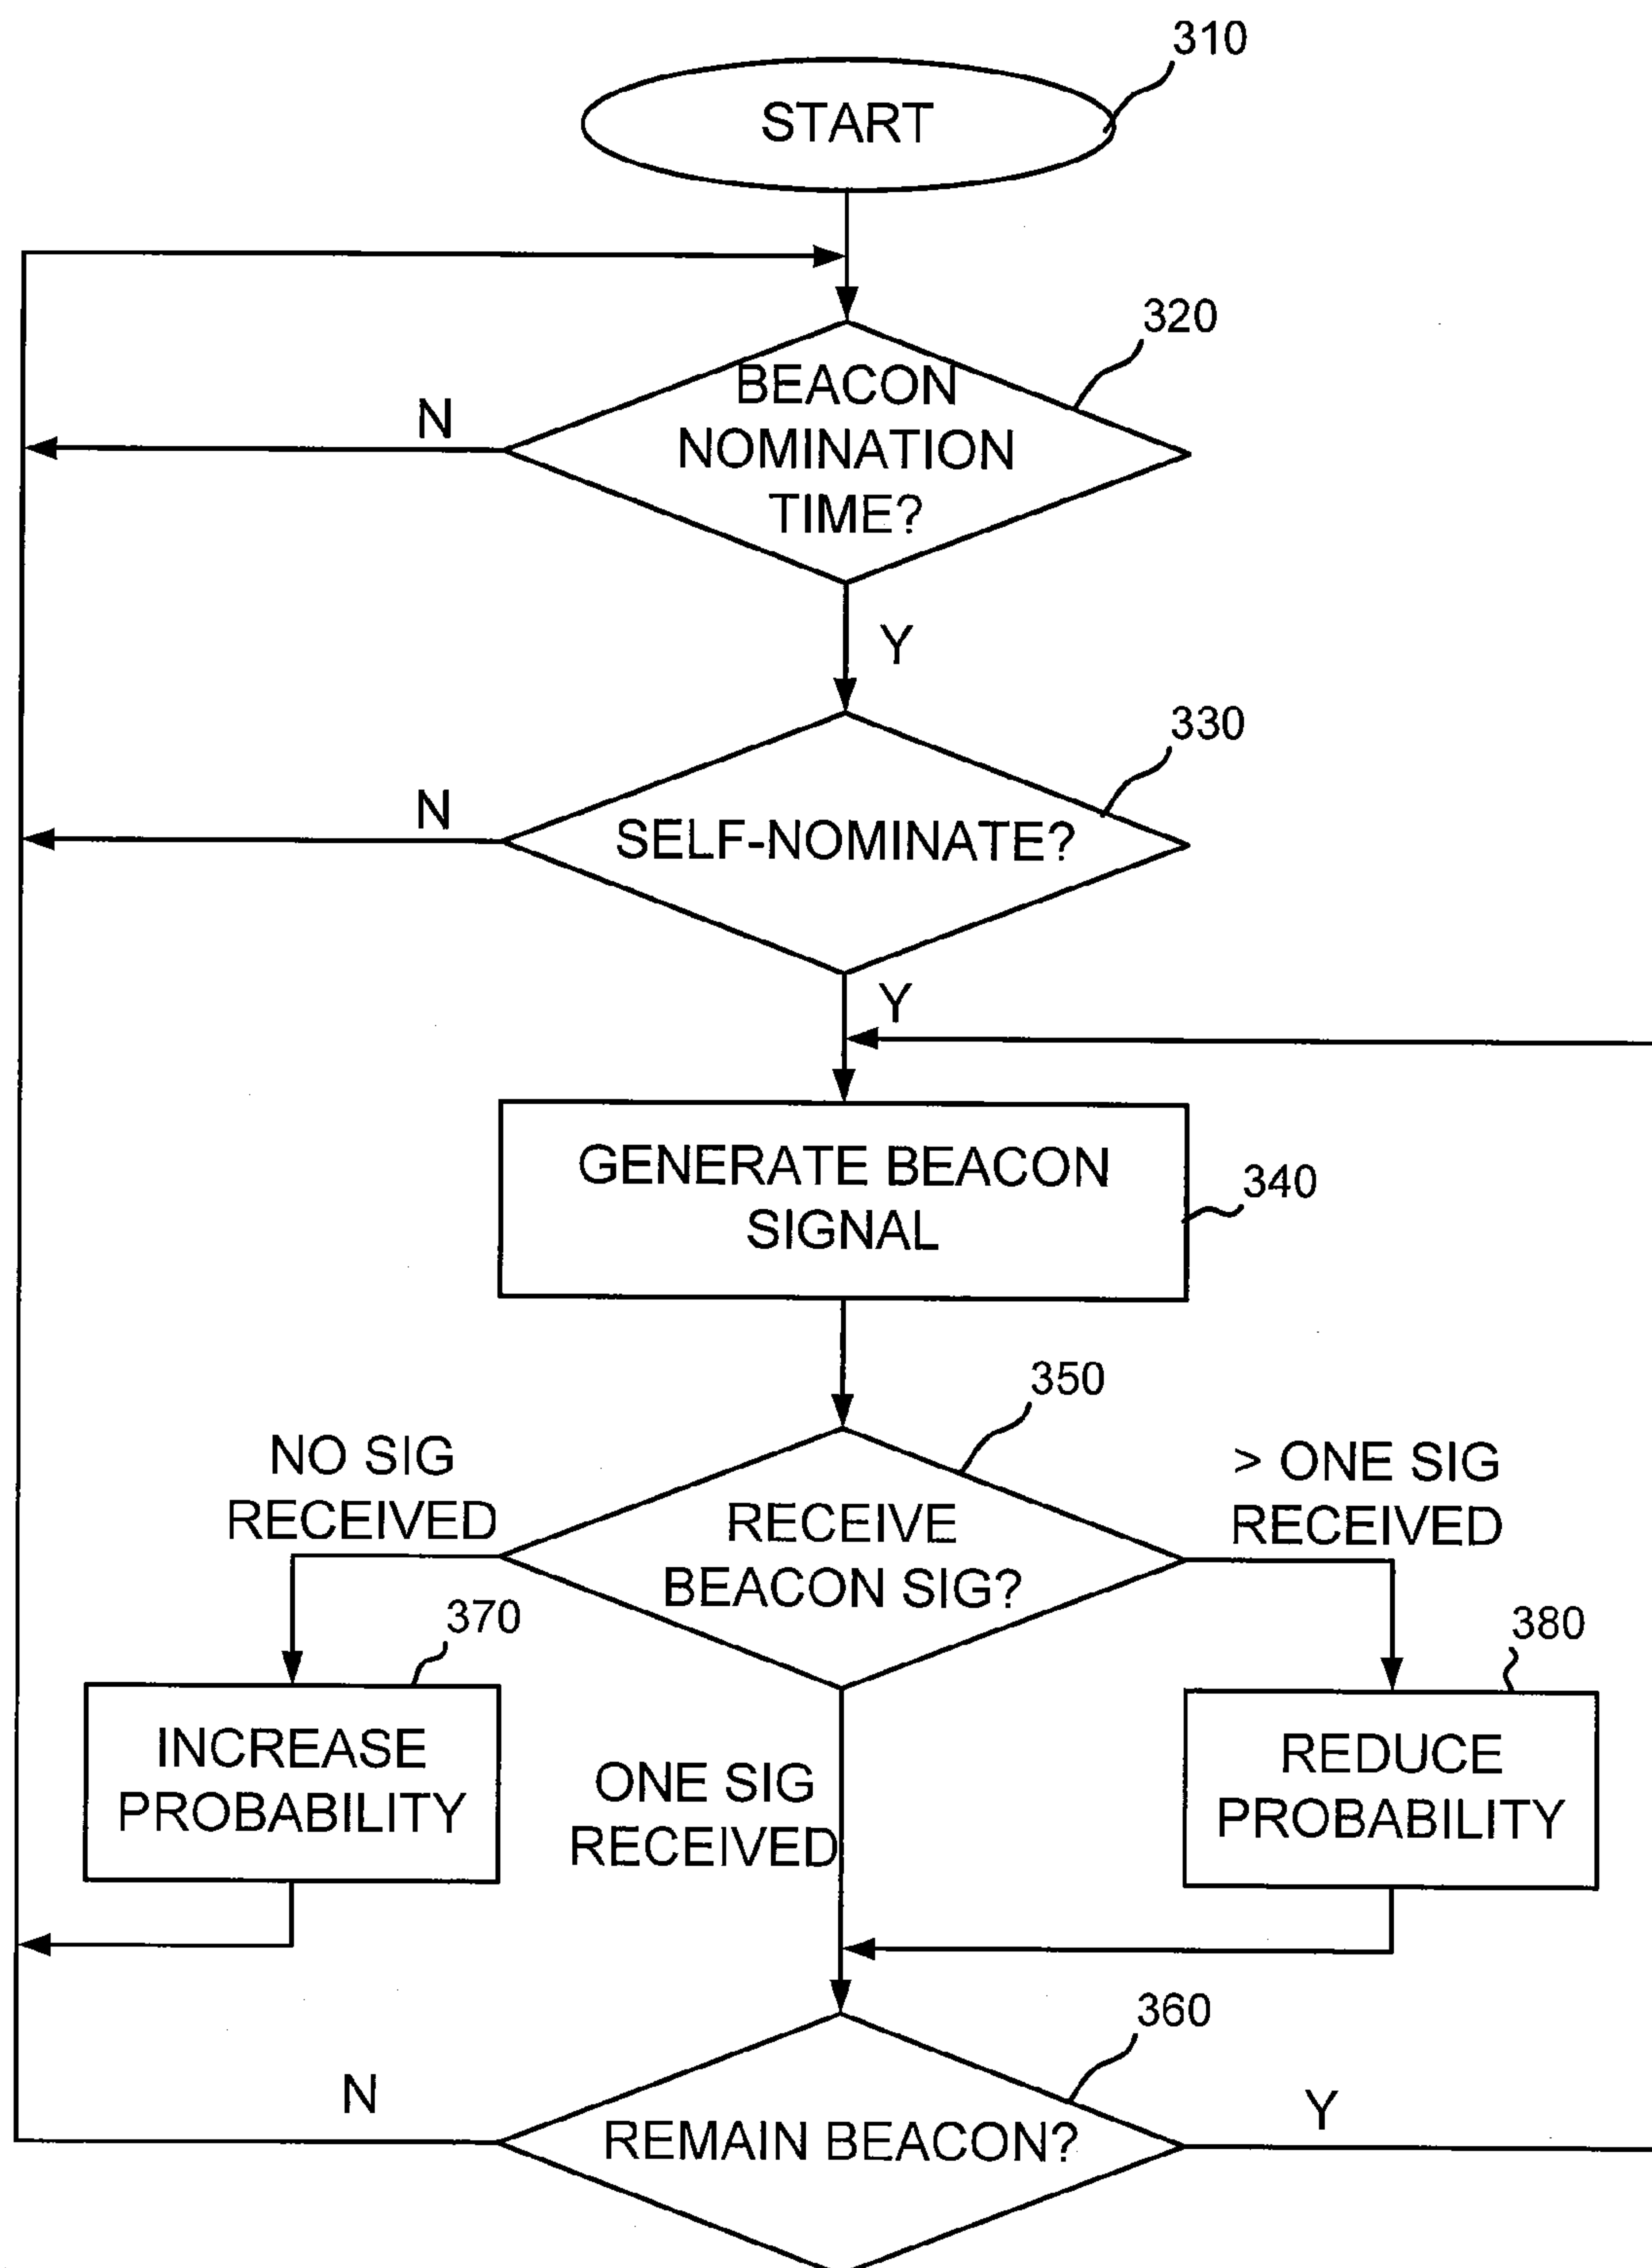 310
START
320
BEACON
NOMINATION
TIME?
N
Y
330
SELF-NOMINATE?
N
Y
GENERATE BEACON
SIGNAL
340
350
NO SIG
RECEIVED
> ONE SIG
RECEIVED
RECEIVE
BEACON SIG?
370
380
INCREASE
PROBABILITY
ONE SIG
RECEIVED
REDUCE
PROBABILITY
360
N
REMAIN BEACON?
Y